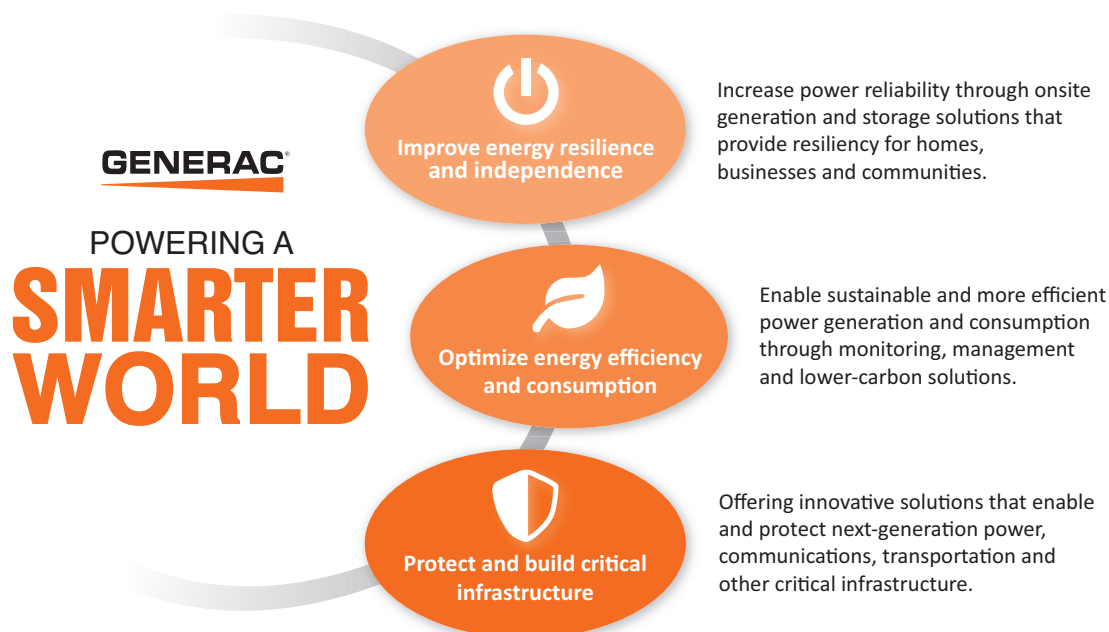 GENERAC®
POWERING A
SMARTER
WORLD
Improve energy resilience
and independence
Increase power reliability through onsite
generation and storage solutions that
provide resiliency for homes,
businesses and communities.
Optimize energy efficiency
and consumption
Enable sustainable and more efficient
power generation and consumption
through monitoring, management
and lower-carbon solutions.
Protect and build critical
infrastructure
Offering innovative solutions that enable
and protect next-generation power,
communications, transportation and
other critical infrastructure.